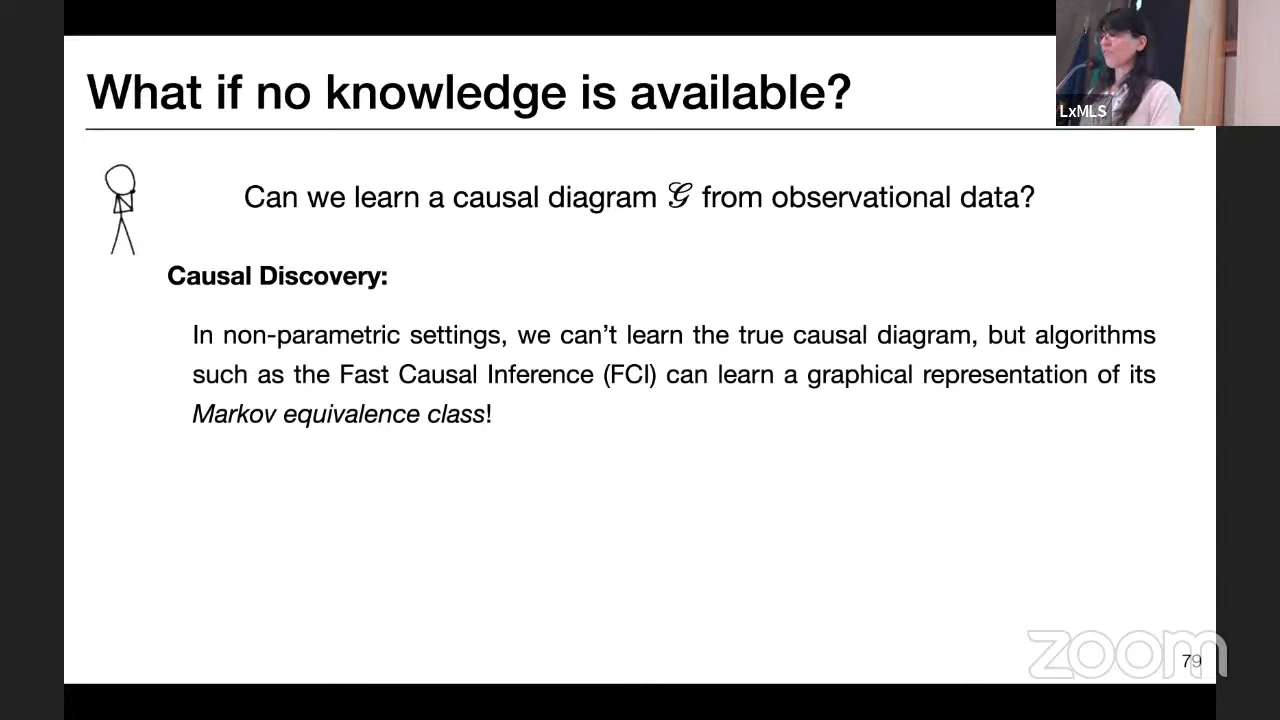 What if no knowledge is available?
LxMLS
Can we learn a causal diagram 𝒢 from observational data?
Causal Discovery:
In non-parametric settings, we can't learn the true causal diagram, but algorithms
such as the Fast Causal Inference (FCI) can learn a graphical representation of its
Markov equivalence class!
zoom
79